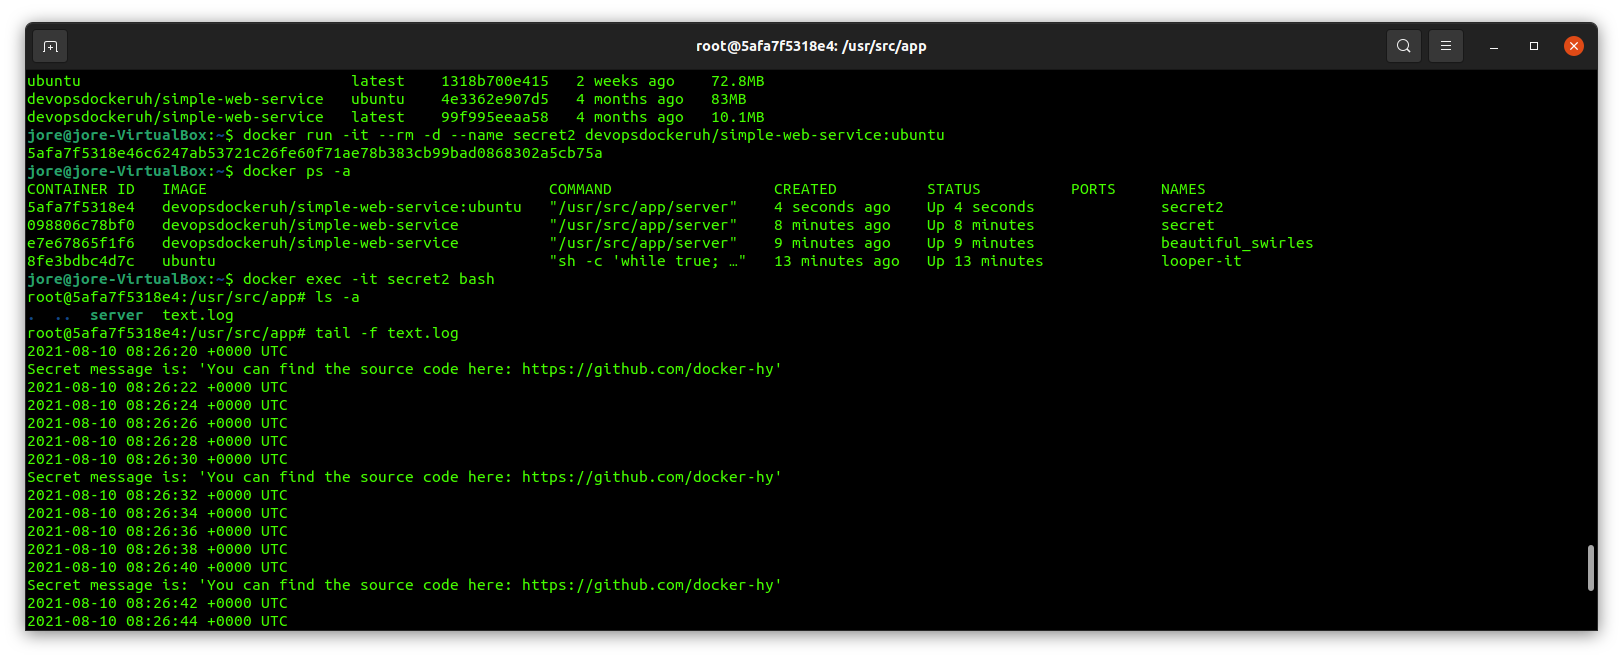 root@5afa7f5318e4: /usr/src/app
ubuntu latest 1318b700e415 2 weeks ago 72.8MB
devopsdockeruh/simple-web-service ubuntu 4e3362e907d5 4 months ago 83MB
devopsdockeruh/simple-web-service latest 99f995eeaa58 4 months ago 10.1MB
jore@jore-VirtualBox:~$ docker run -it --rm -d --name secret2 devopsdockeruh/simple-web-service:ubuntu
5afa7f5318e46c6247ab53721c26fe60f71ae78b383cb99bad0868302a5cb75a
jore@jore-VirtualBox:~$ docker ps -a
CONTAINER ID IMAGE COMMAND CREATED STATUS PORTS NAMES
5afa7f5318e4 devopsdockeruh/simple-web-service:ubuntu "/usr/src/app/server" 4 seconds ago Up 4 seconds secret2
098806c78bf0 devopsdockeruh/simple-web-service "/usr/src/app/server" 8 minutes ago Up 8 minutes secret
e7e67865f1f6 devopsdockeruh/simple-web-service "/usr/src/app/server" 9 minutes ago Up 9 minutes beautiful_swirles
8fe3bdbc4d7c ubuntu "sh -c 'while true; …" 13 minutes ago Up 13 minutes looper-it
jore@jore-VirtualBox:~$ docker exec -it secret2 bash
root@5afa7f5318e4:/usr/src/app# ls -a
. .. server text.log
root@5afa7f5318e4:/usr/src/app# tail -f text.log
2021-08-10 08:26:20 +0000 UTC
Secret message is: 'You can find the source code here: https://github.com/docker-hy'
2021-08-10 08:26:22 +0000 UTC
2021-08-10 08:26:24 +0000 UTC
2021-08-10 08:26:26 +0000 UTC
2021-08-10 08:26:28 +0000 UTC
2021-08-10 08:26:30 +0000 UTC
Secret message is: 'You can find the source code here: https://github.com/docker-hy'
2021-08-10 08:26:32 +0000 UTC
2021-08-10 08:26:34 +0000 UTC
2021-08-10 08:26:36 +0000 UTC
2021-08-10 08:26:38 +0000 UTC
2021-08-10 08:26:40 +0000 UTC
Secret message is: 'You can find the source code here: https://github.com/docker-hy'
2021-08-10 08:26:42 +0000 UTC
2021-08-10 08:26:44 +0000 UTC